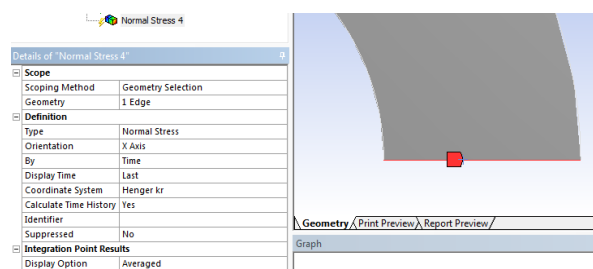 Normal Stress 4
Details of "Normal Stress 4"
Scope
Scoping Method Geometry Selection
Geometry 1 Edge
Definition
Type Normal Stress
Orientation X Axis
By Time
Display Time Last
Coordinate System Henger kr
Calculate Time History Yes
Identifier
Suppressed No
Integration Point Results
Display Option Averaged
Geometry Print Preview Report Preview
Graph